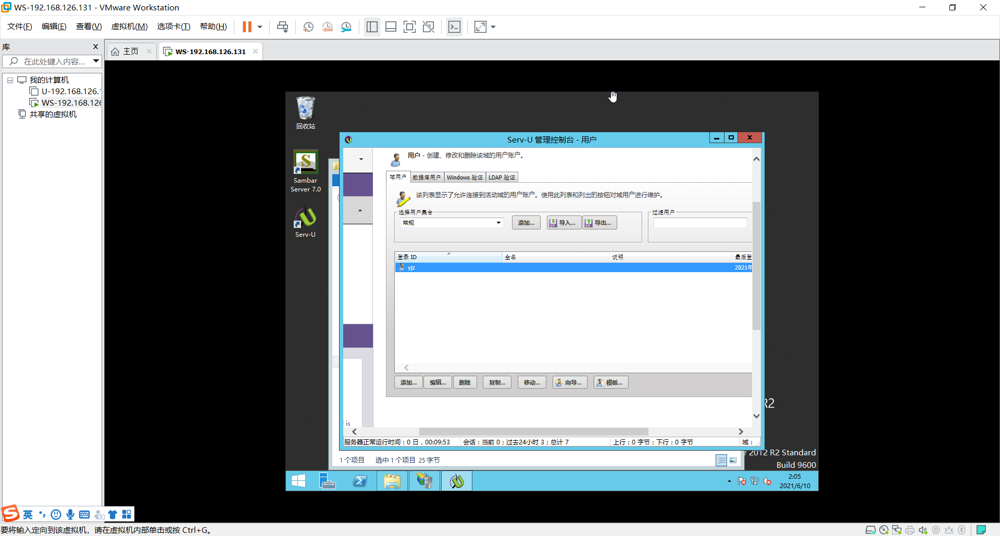 WS-192.168.126.131 - VMware Workstation
文件(F) 编辑(E) 查看(V) 虚拟机(M) 选项卡(T) 帮助(H)
库
主页
WS-192.168.126.131
在此处键入内容...
我的计算机
U-192.168.126.1
WS-192.168.126
共享的虚拟机
回收站
Sambar
Server 7.0
Serv-U
Serv-U 管理控制台 - 用户
用户 - 创建、修改和删除该域的用户账户。
域用户 数据库用户 Windows 验证 LDAP 验证
该列表显示了允许连接到活动域的用户账户。使用此列表和列出的按钮对域用户进行维护。
选择用户集合
过滤用户
常规
添加...
导入...
导出...
登录 ID 全名 说明 最后登
yjz 2021年
添加... 编辑... 删除 复制... 移动... 向导... 模板...
is
服务器正常运行时间：0 日，00:09:53 会话：当前 0；过去24小时 3；总计 7 上行：0 字节；下行：0 字节 域：
1 个项目 选中 1 个项目 25 字节
R2
r 2012 R2 Standard
Build 9600
2:05
2021/6/10
英
要将输入定向到该虚拟机，请在虚拟机内部单击或按 Ctrl+G。